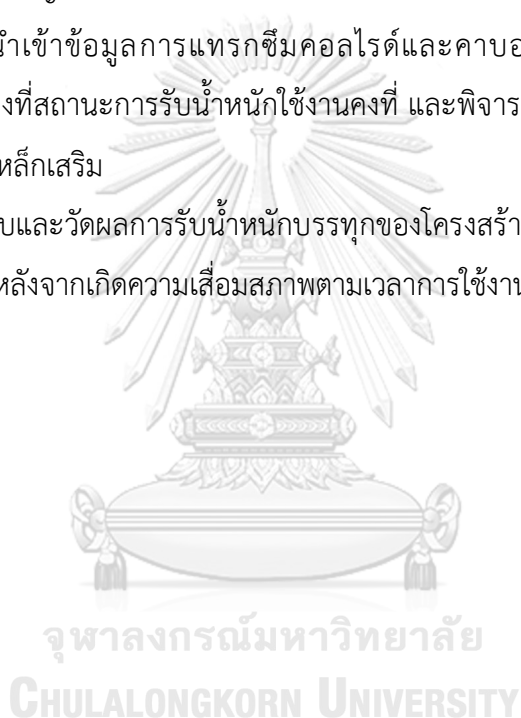 นำเข้าข้อมูลการแทรกซึมคอลไรด์และคาบอ
งที่สถานะการรับน้ำหนักใช้งานคงที่ และพิจาร
หล็กเสริม
บและวัดผลการรับน้ำหนักบรรทุกของโครงสร้า
หลังจากเกิดความเสื่อมสภาพตามเวลาการใช้งาน
จุฬาลงกรณ์มหาวิทยาลัย
CHULALONGKORN UNIVERSITY